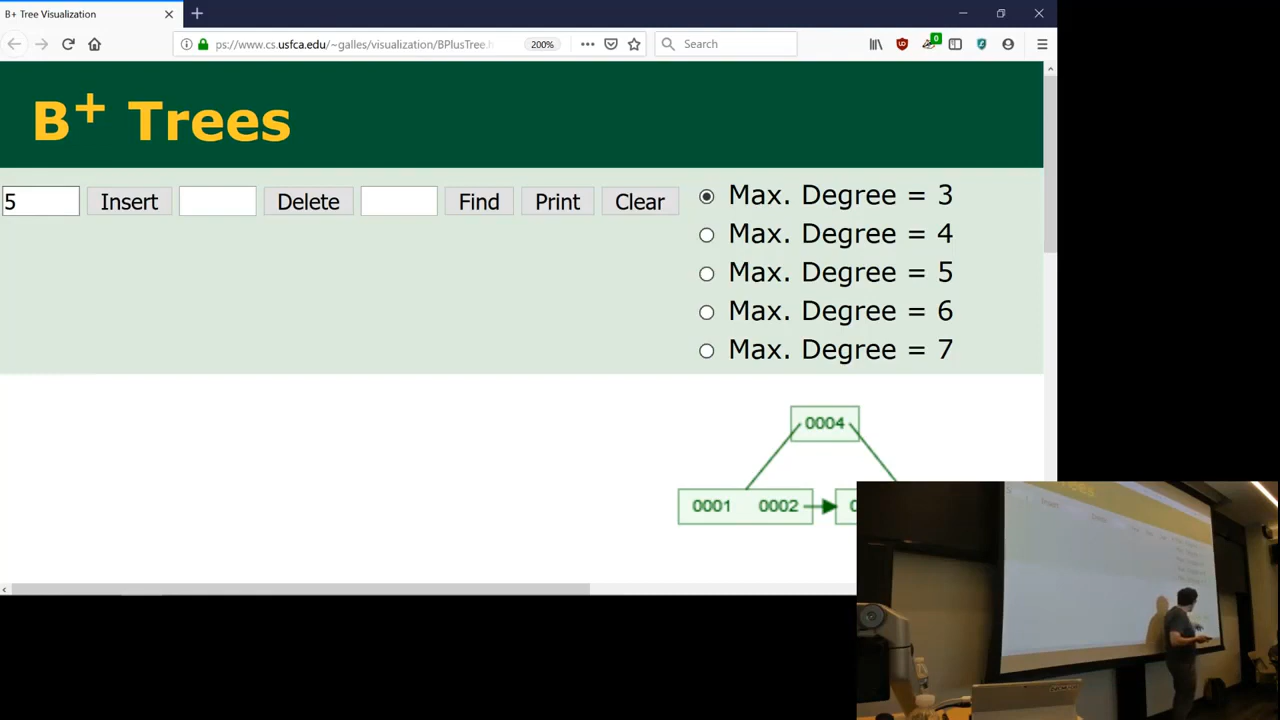 B+ Tree Visualization
ps://www.cs.usfca.edu/~galles/visualization/BPlusTree.h
200%
Search
0
B+ Trees
5 Insert Delete Find Print Clear
Max. Degree = 3
Max. Degree = 4
Max. Degree = 5
Max. Degree = 6
Max. Degree = 7
0004
0001 0002